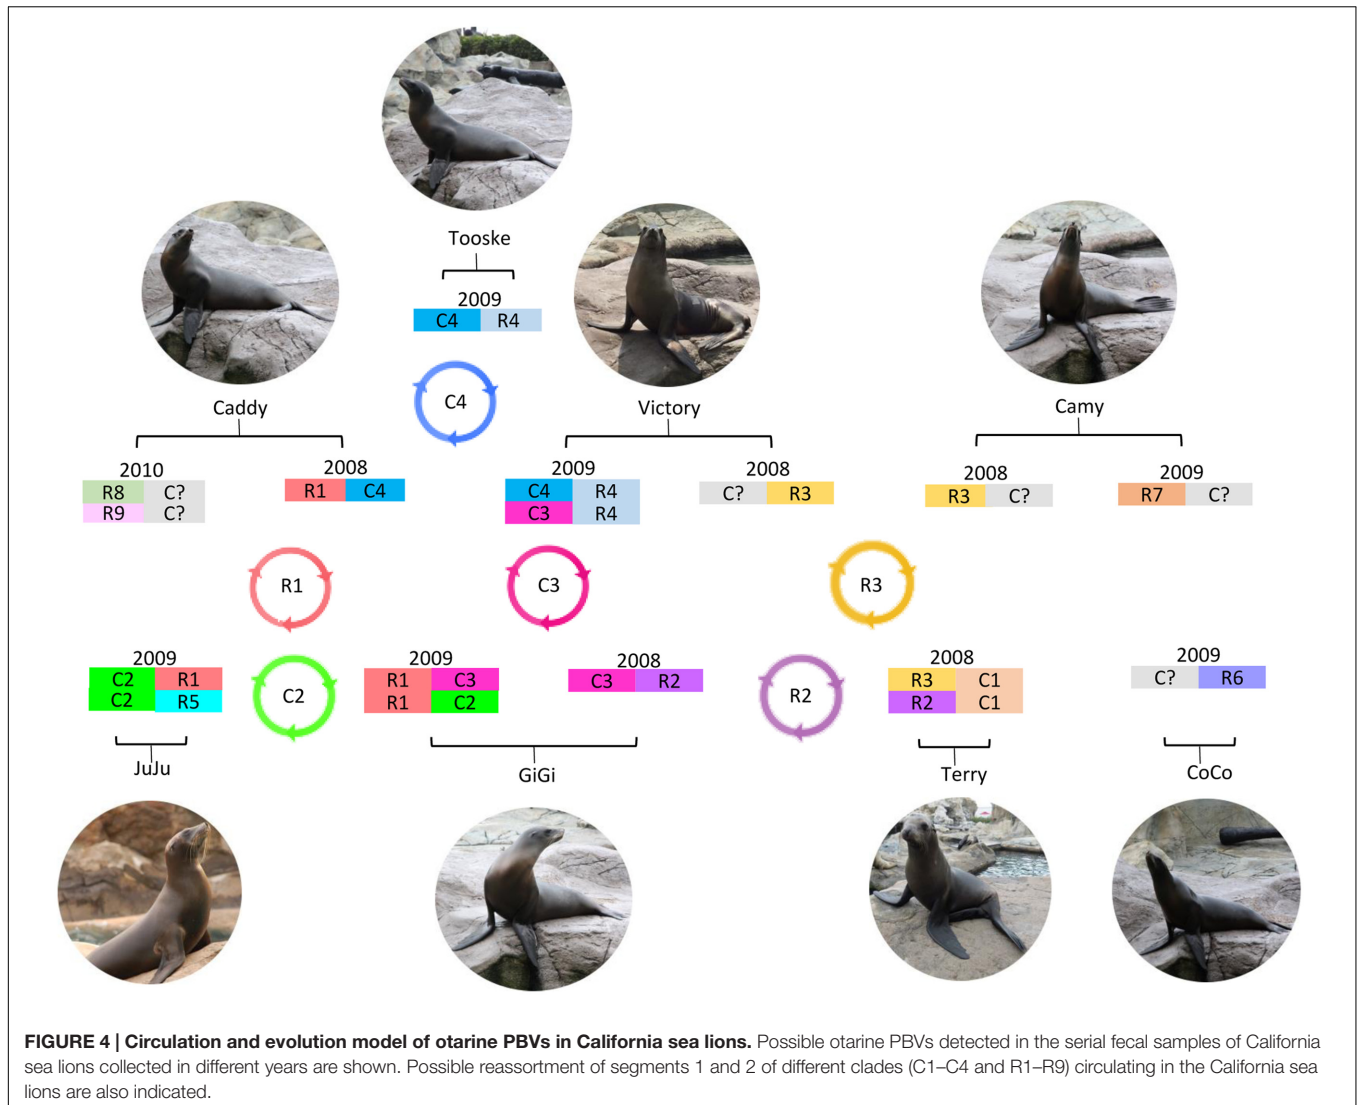 Tooske
2009
C4 R4
C4
Caddy
Victory
Camy
2010
R8 C?
R9 C?
2008
R1 C4
2009
C4 R4
C3 R4
2008
C? R3
2008
R3 C?
2009
R7 C?
R1
C3
R3
2009
C2 R1
C2 R5
C2
2009
R1 C3
R1 C2
2008
C3 R2
R2
2008
R3 C1
R2 C1
2009
C? R6
JuJu
GiGi
Terry
CoCo
FIGURE 4 | Circulation and evolution model of otarine PBVs in California sea lions. Possible otarine PBVs detected in the serial fecal samples of California
sea lions collected in different years are shown. Possible reassortment of segments 1 and 2 of different clades (C1–C4 and R1–R9) circulating in the California sea
lions are also indicated.